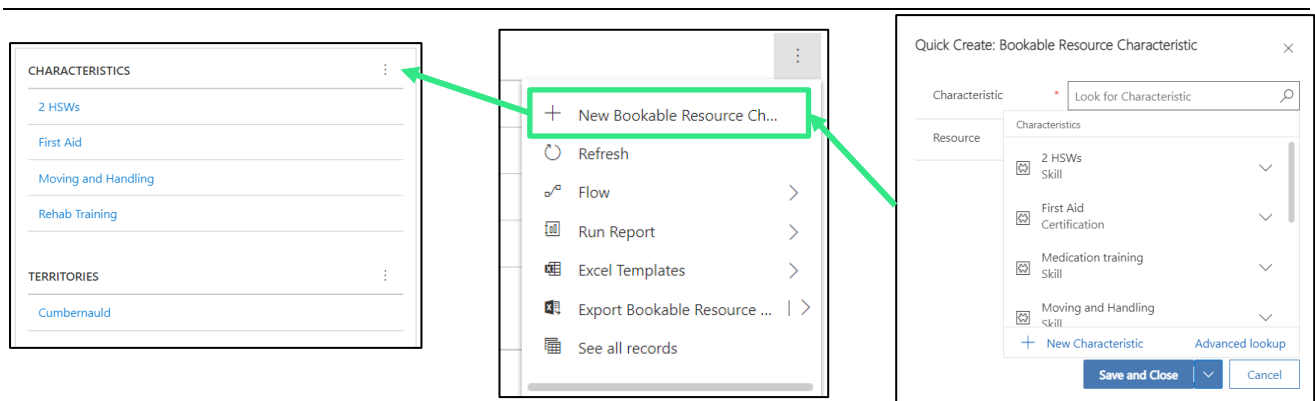 CHARACTERISTICS
2 HSWs
First Aid
Moving and Handling
Rehab Training
TERRITORIES
Cumbernauld
New Bookable Resource Ch...
Refresh
Flow
Run Report
Excel Templates
Export Bookable Resource ...
See all records
Quick Create: Bookable Resource Characteristic
Characteristic * Look for Characteristic
Resource
Characteristics
2 HSWs
Skill
First Aid
Certification
Medication training
Skill
Moving and Handling
Skill
New Characteristic Advanced lookup
Save and Close Cancel